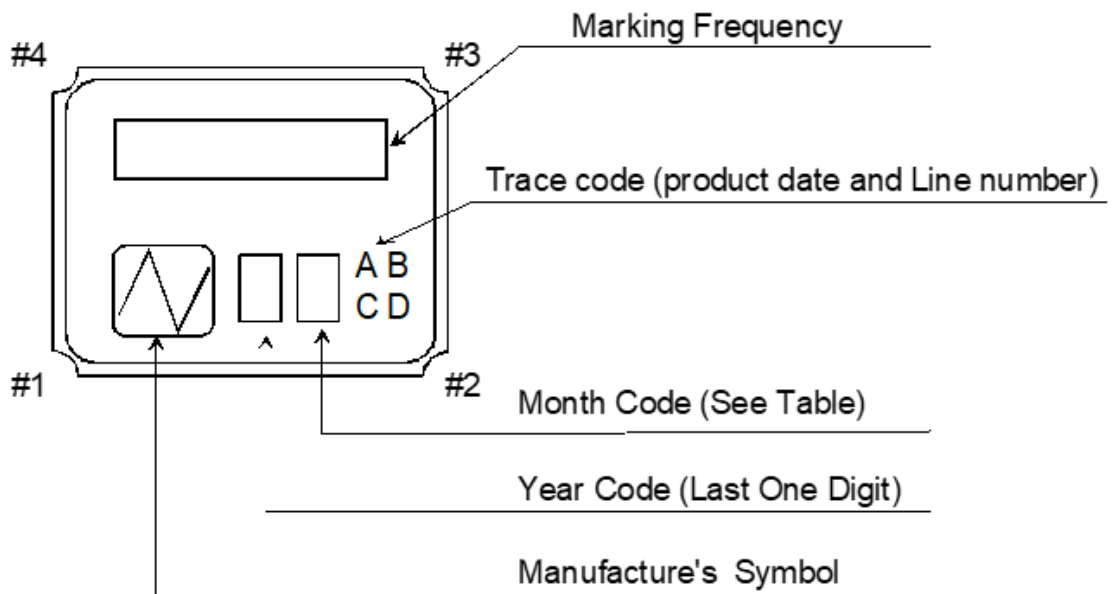 Marking Frequency
#4
#3
Trace code (product date and Line number)
A B
C D
#1
#2
Month Code (See Table)
Year Code (Last One Digit)
Manufacture's Symbol